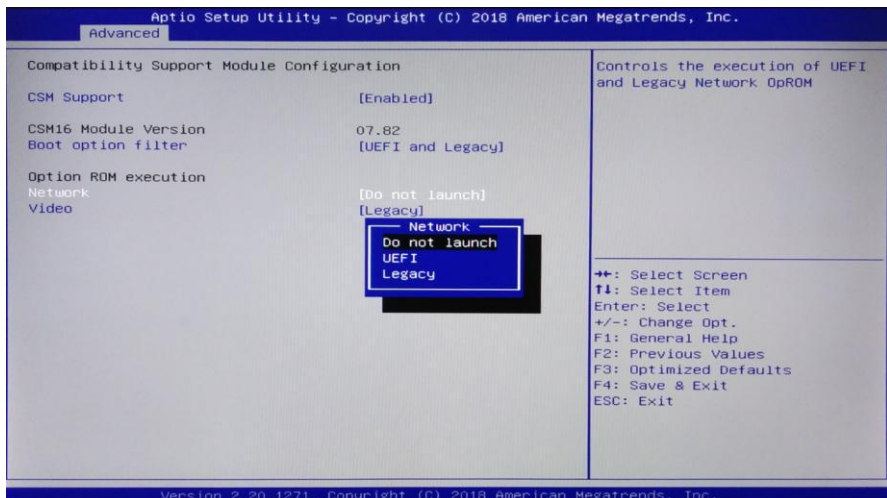 Aptio Setup Utility – Copyright (C) 2018 American Megatrends, Inc.
Advanced
Compatibility Support Module Configuration
CSM Support [Enabled]
CSM16 Module Version 07.82
Boot option filter [UEFI and Legacy]
Option ROM execution
Network [Do not launch]
Video [Legacy]
Network
Do not launch
UEFI
Legacy
Controls the execution of UEFI
and Legacy Network OpROM
→←: Select Screen
↑↓: Select Item
Enter: Select
+/-: Change Opt.
F1: General Help
F2: Previous Values
F3: Optimized Defaults
F4: Save & Exit
ESC: Exit
Version 2.20.1271. Copyright (C) 2018 American Megatrends, Inc.